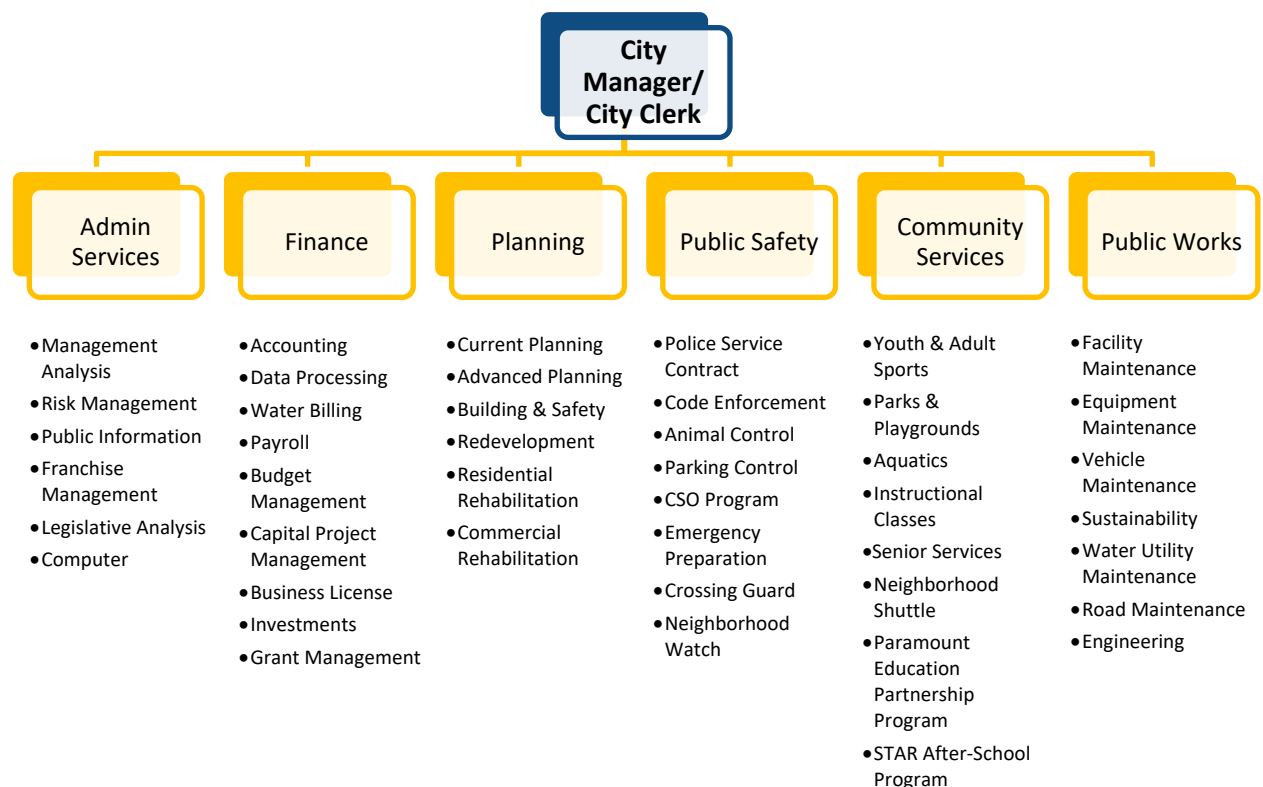 City
Manager/
City Clerk
Admin
Services
Finance
Planning
Public Safety
Community
Services
Public Works
•Management
Analysis
•Risk Management
•Public Information
•Franchise
Management
•Legislative Analysis
•Computer
•Accounting
•Data Processing
•Water Billing
•Payroll
•Budget
Management
•Capital Project
Management
•Business License
•Investments
•Grant Management
•Current Planning
•Advanced Planning
•Building & Safety
•Redevelopment
•Residential
Rehabilitation
•Commercial
Rehabilitation
•Police Service
Contract
•Code Enforcement
•Animal Control
•Parking Control
•CSO Program
•Emergency
Preparation
•Crossing Guard
•Neighborhood
Watch
•Youth & Adult
Sports
•Parks &
Playgrounds
•Aquatics
•Instructional
Classes
•Senior Services
•Neighborhood
Shuttle
•Paramount
Education
Partnership
Program
•STAR After-School
Program
•Facility
Maintenance
•Equipment
Maintenance
•Vehicle
Maintenance
•Sustainability
•Water Utility
Maintenance
•Road Maintenance
•Engineering